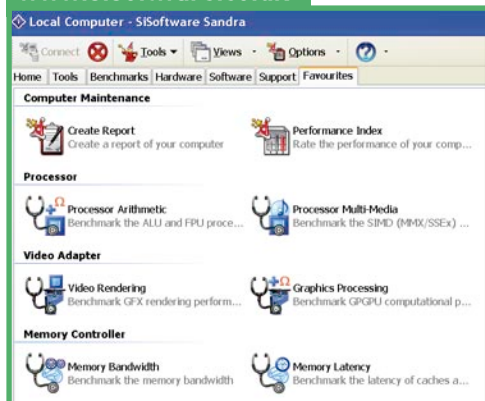 Local Computer - SiSoftware Sandra
Connect Tools Views Options
Home Tools Benchmarks Hardware Software Support Favourites
Computer Maintenance
Create Report Performance Index
Create a report of your computer Rate the performance of your comp...
Processor
Processor Arithmetic Processor Multi-Media
Benchmark the ALU and FPU proce... Benchmark the SIMD (MMX/SSEx) ...
Video Adapter
Video Rendering Graphics Processing
Benchmark GFX rendering perform... Benchmark GPGPU computational p...
Memory Controller
Memory Bandwidth Memory Latency
Benchmark the memory bandwidth Benchmark the latency of caches a...